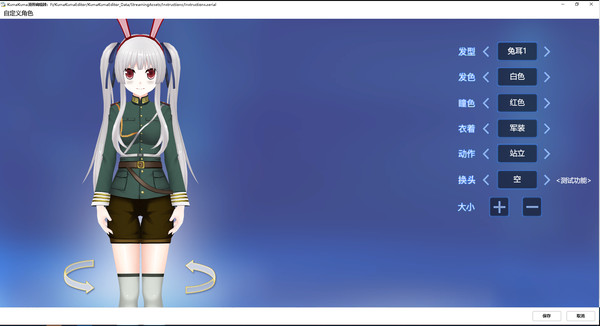 自定义角色
发型 兔耳1
发色 白色
瞳色 红色
衣着 军装
动作 站立
换头 空 <测试功能>
大小
保存 取消